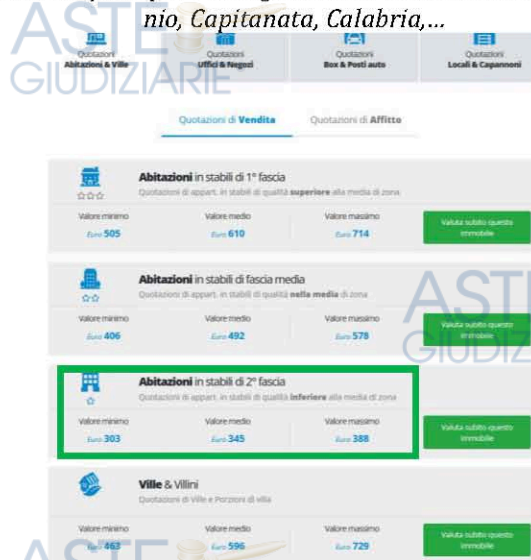 nio, Capitanata, Calabria,...
ASTE
GIUDIZIARIE
Quotazioni
Abitazioni & Ville
Quotazioni
Uffici & Negozi
Quotazioni
Box & Posti auto
Quotazioni
Locali & Capannoni
Quotazioni di Vendita
Quotazioni di Affitto
Abitazioni in stabili di 1° fascia
Quotazioni di appart. in stabili di qualità superiore alla media di zona
Valore minimo
Valore medio
Valore massimo
Euro 505
Euro 610
Euro 714
Valuta subito questo
immobile
Abitazioni in stabili di fascia media
Quotazioni di appart. in stabili di qualità nella media di zona
Valore minimo
Valore medio
Valore massimo
Euro 406
Euro 492
Euro 578
Valuta subito questo
immobile
ASTE
GIUDIZ
Abitazioni in stabili di 2° fascia
Quotazioni di appart. in stabili di qualità inferiore alla media di zona
Valore minimo
Valore medio
Valore massimo
Euro 303
Euro 345
Euro 388
Valuta subito questo
immobile
Ville & Villini
Quotazioni di Ville e Porzioni di villa
Valore minimo
Valore medio
Valore massimo
Euro 463
Euro 596
Euro 729
Valuta subito questo
immobile
ASTE